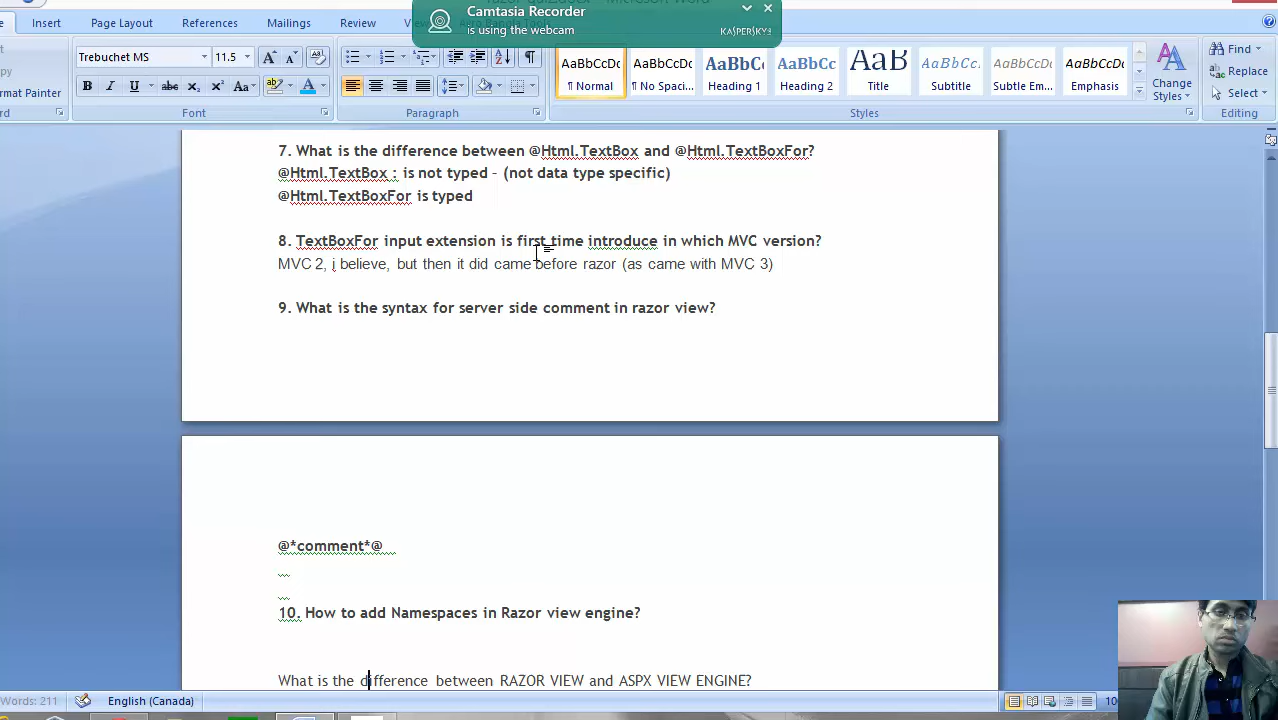 Camtasia Recorder
is using the webcam
KASPERSKY
Insert Page Layout References Mailings Review
Trebuchet MS 11.5
AaBbCcDc AaBbCcDc AaBbC AaBbCc AaB AaBbCc. AaBbCcDc AaBbCcDc
¶ Normal ¶ No Spaci... Heading 1 Heading 2 Title Subtitle Subtle Em... Emphasis
Change Styles
Find
Replace
Select
B I U abc X₂ X² Aa A
Format Painter
Font Paragraph Styles Editing
7. What is the difference between @Html.TextBox and @Html.TextBoxFor?
@Html.TextBox : is not typed – (not data type specific)
@Html.TextBoxFor is typed
8. TextBoxFor input extension is first time introduce in which MVC version?
MVC 2, i believe, but then it did came before razor (as came with MVC 3)
9. What is the syntax for server side comment in razor view?
@*comment*@
10. How to add Namespaces in Razor view engine?
What is the difference between RAZOR VIEW and ASPX VIEW ENGINE?
Words: 211 English (Canada)